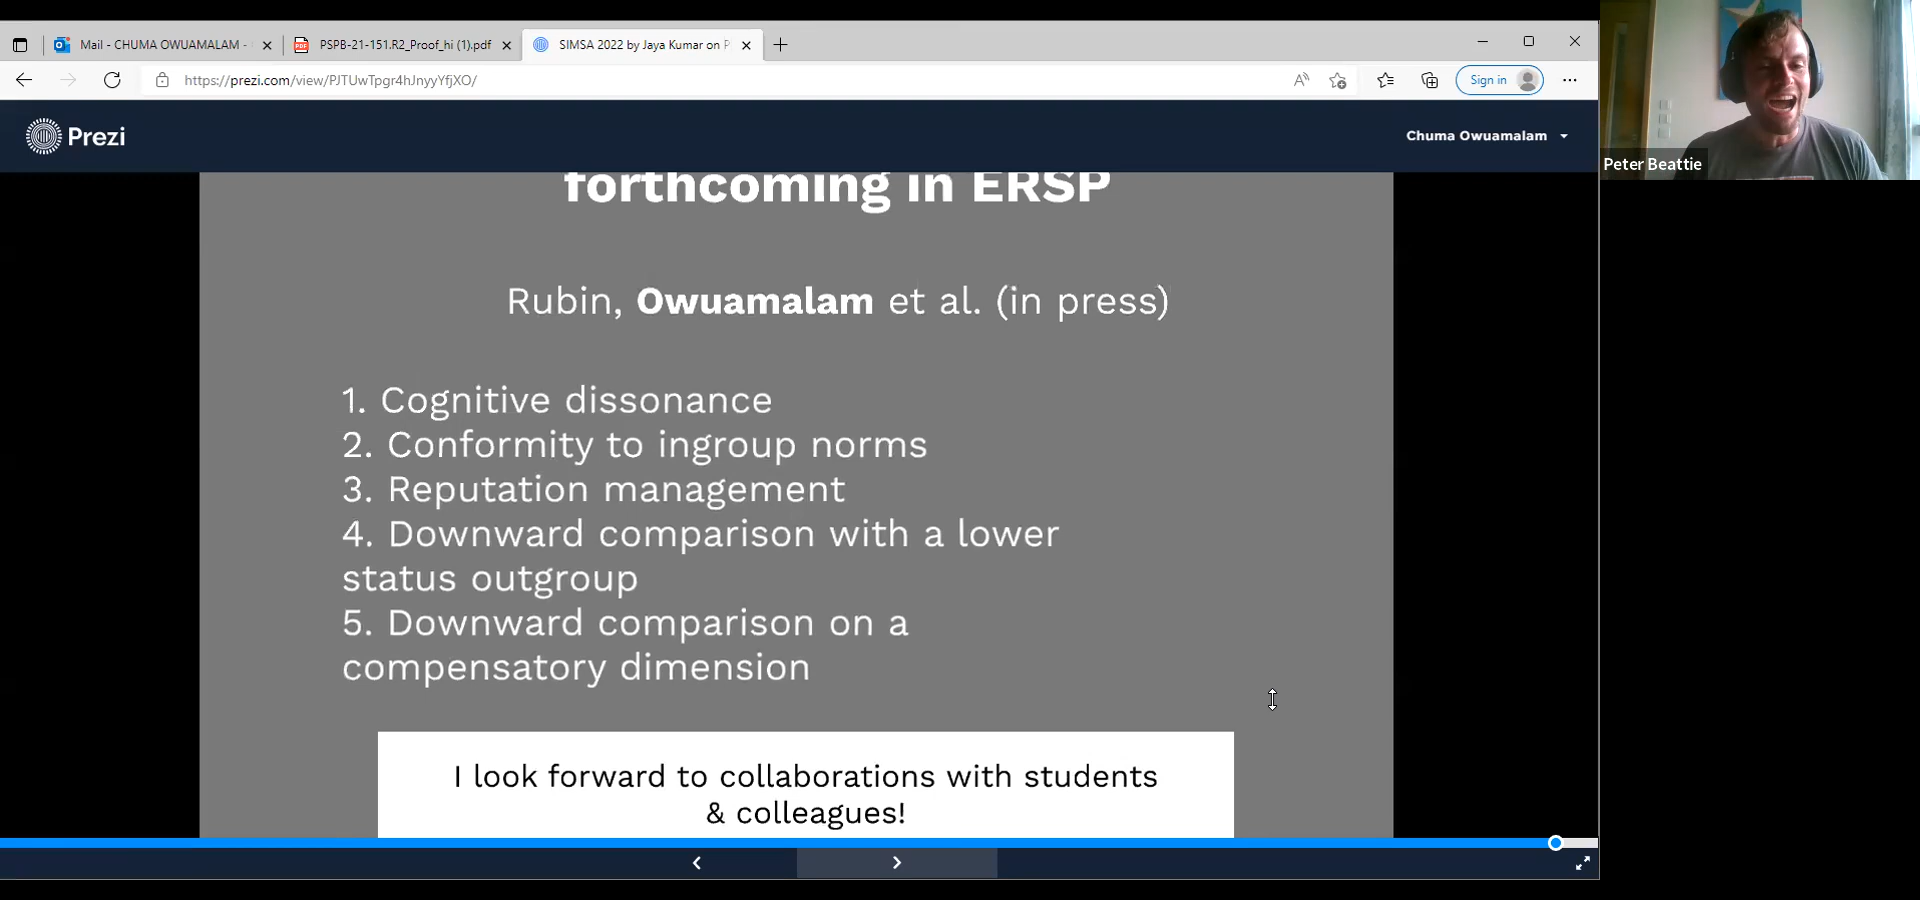 Mail - CHUMA OWUAMALAM -
PSPB-21-151.R2_Proof_hi (1).pdf
SIMSA 2022 by Jaya Kumar on P
https://prezi.com/view/PJTUwTpgr4hJnyyYfjXO/
Sign in
Prezi
Chuma Owuamalam
Peter Beattie
forthcoming in ERSP
Rubin, Owuamalam et al. (in press)
1. Cognitive dissonance
2. Conformity to ingroup norms
3. Reputation management
4. Downward comparison with a lower
status outgroup
5. Downward comparison on a
compensatory dimension
I look forward to collaborations with students
& colleagues!